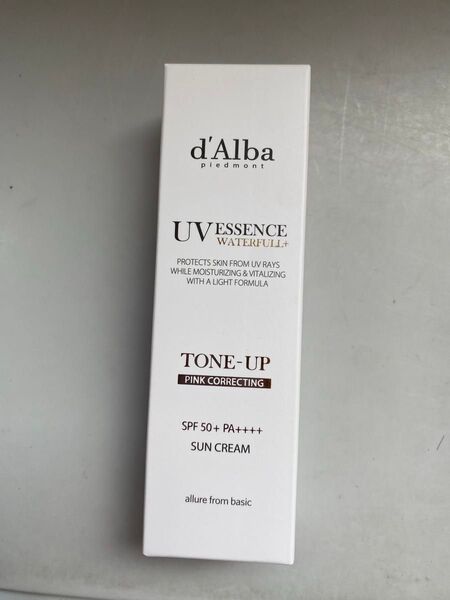 d'Alba
piedmont
UV ESSENCE
WATERFULL+
PROTECTS SKIN FROM UV RAYS
WHILE MOISTURIZING & VITALIZING
WITH A LIGHT FORMULA
TONE-UP
PINK CORRECTING
SPF 50+ PA++++
SUN CREAM
allure from basic